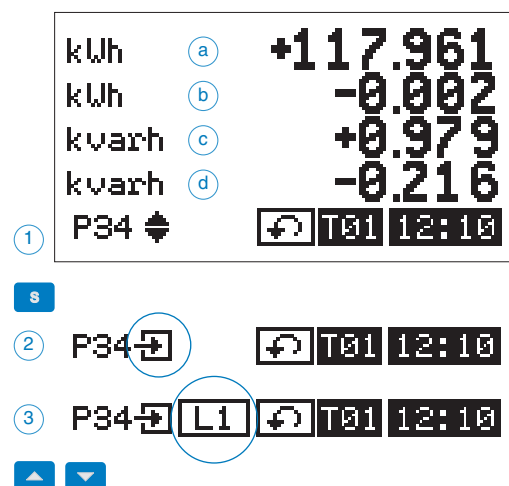 kWh a +117.961
kWh b -0.002
kvarh c +0.979
kvarh d -0.216
1 P34 T01 12:10
s
2 P34 T01 12:10
3 P34 L1 T01 12:10